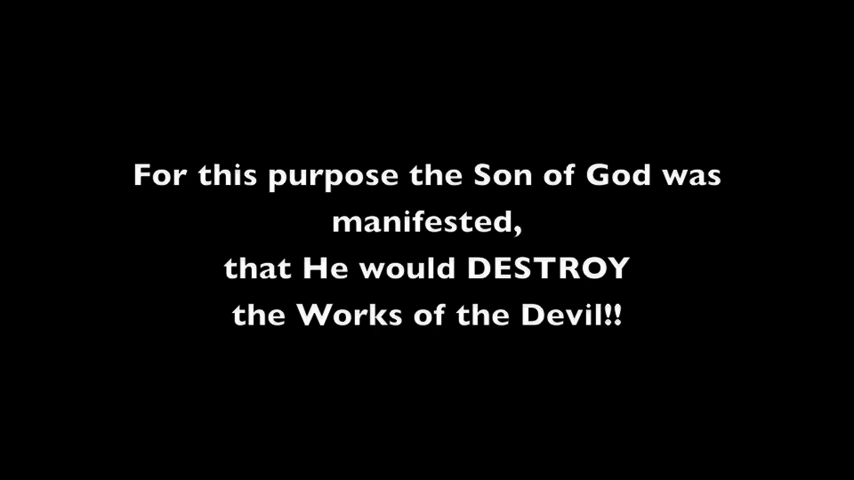 For this purpose the Son of God was
manifested,
that He would DESTROY
the Works of the Devil!!